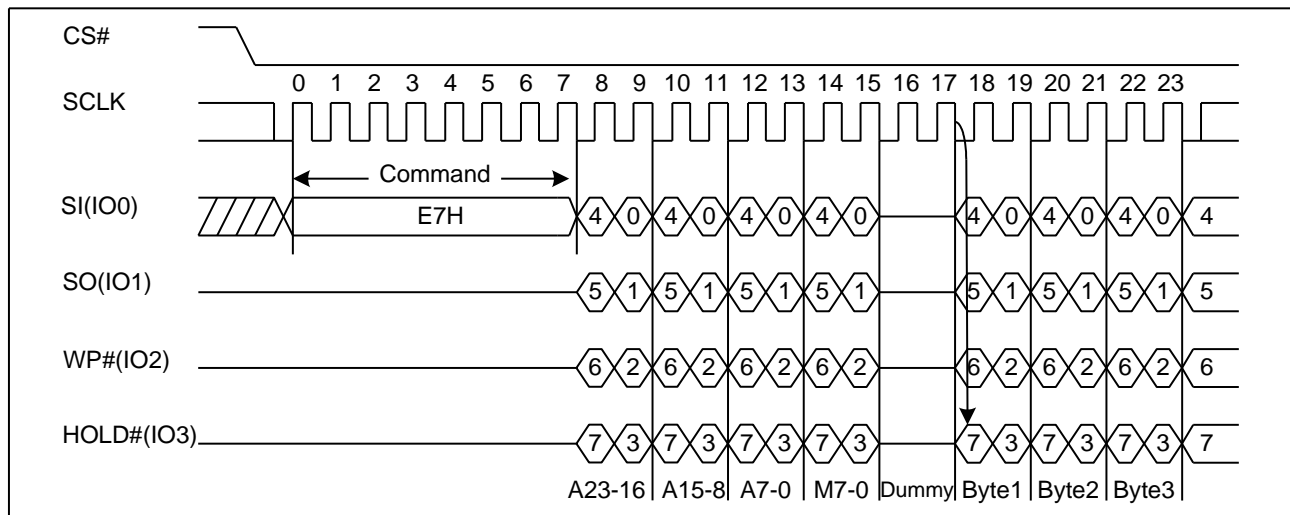 CS#
0 1 2 3 4 5 6 7 8 9 10 11 12 13 14 15 16 17 18 19 20 21 22 23
SCLK
Command
SI(IO0) E7H 4 0 4 0 4 0 4 0 4 0 4 0 4 0 4
SO(IO1) 5 1 5 1 5 1 5 1 5 1 5 1 5 1 5
WP#(IO2) 6 2 6 2 6 2 6 2 6 2 6 2 6 2 6
HOLD#(IO3) 7 3 7 3 7 3 7 3 7 3 7 3 7 3 7
A23-16 A15-8 A7-0 M7-0 Dummy Byte1 Byte2 Byte3